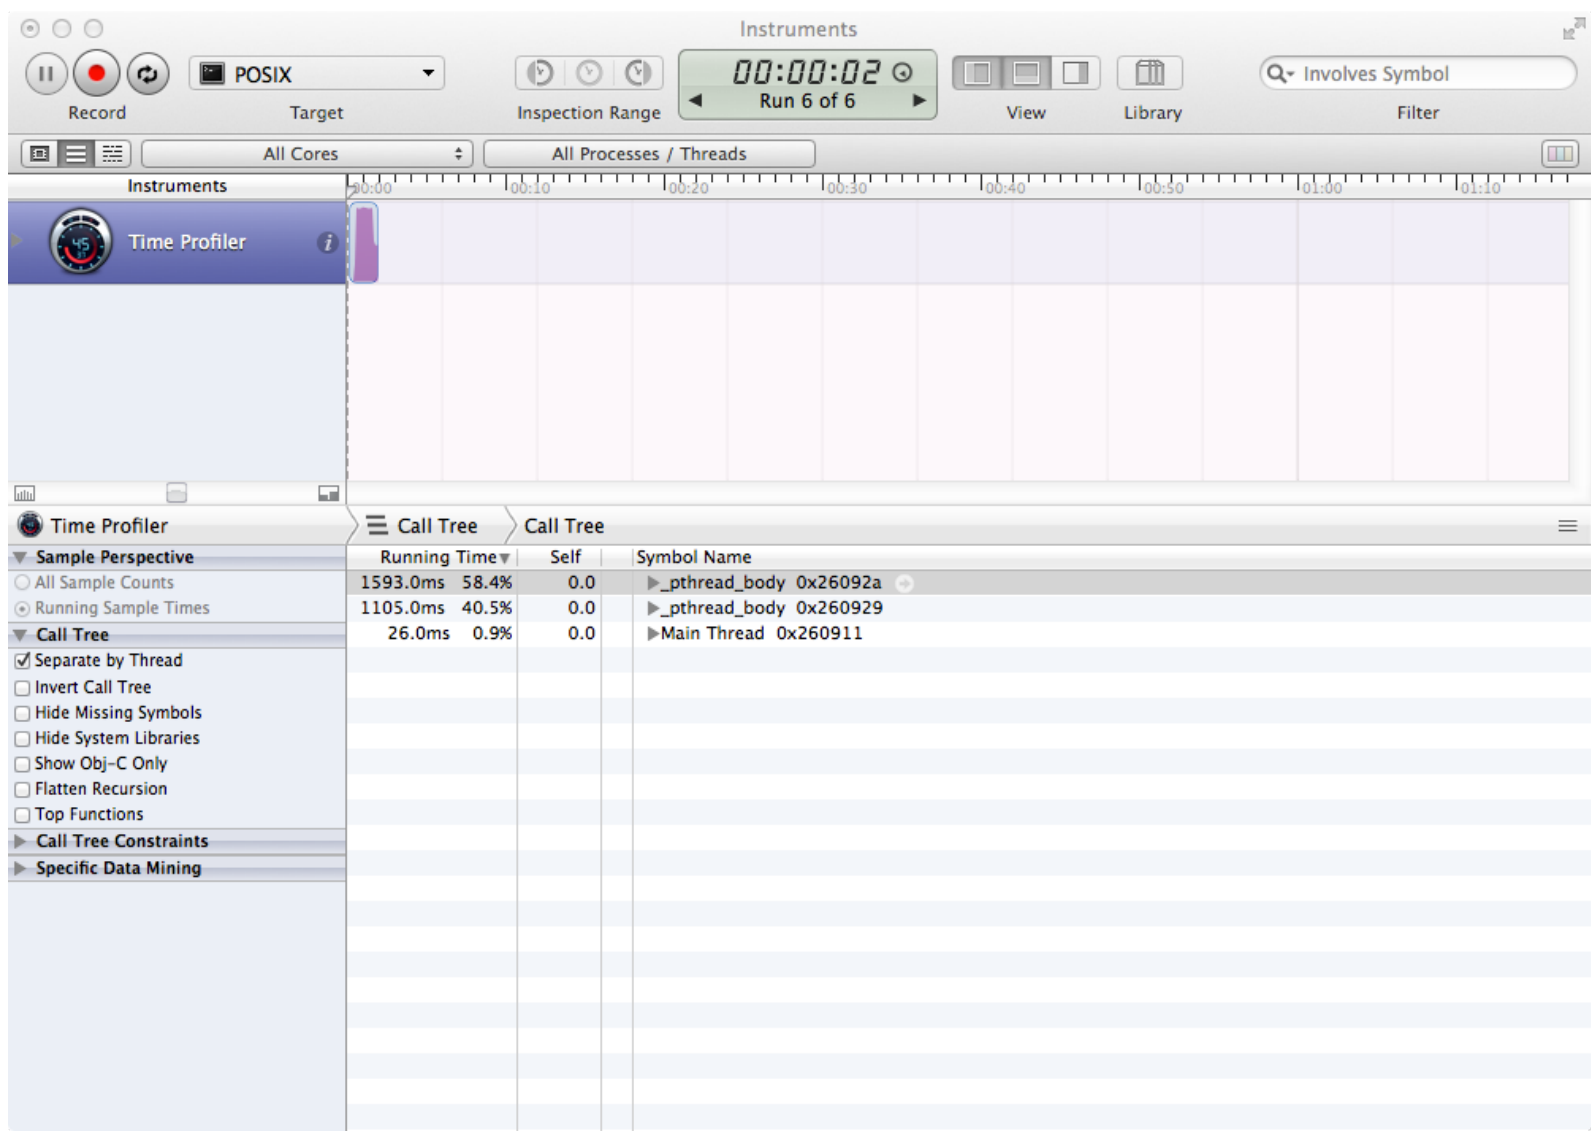 Instruments
POSIX
00:00:02
Run 6 of 6
Involves Symbol
Record
Target
Inspection Range
View
Library
Filter
All Cores
All Processes / Threads
Instruments
00:00
00:10
00:20
00:30
00:40
00:50
01:00
01:10
45
Time Profiler
i
Time Profiler
Call Tree
Call Tree
Sample Perspective
Running Time
Self
Symbol Name
All Sample Counts
1593.0ms 58.4% 0.0 _pthread_body 0x26092a
Running Sample Times
1105.0ms 40.5% 0.0 _pthread_body 0x260929
Call Tree
26.0ms 0.9% 0.0 Main Thread 0x260911
Separate by Thread
Invert Call Tree
Hide Missing Symbols
Hide System Libraries
Show Obj-C Only
Flatten Recursion
Top Functions
Call Tree Constraints
Specific Data Mining